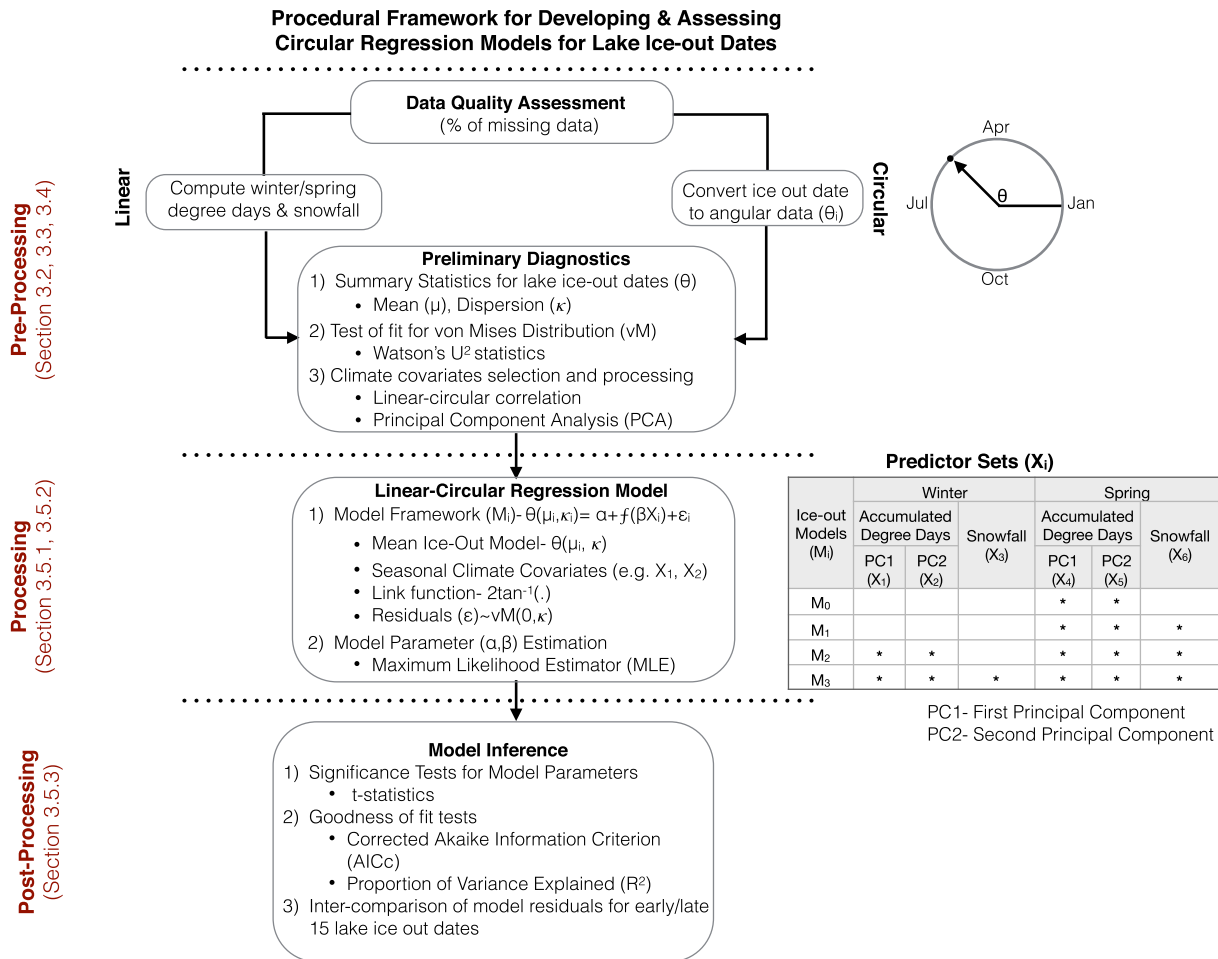 Procedural Framework for Developing & Assessing
Circular Regression Models for Lake Ice-out Dates
Pre-Processing
(Section 3.2, 3.3, 3.4)
Data Quality Assessment
(% of missing data)
Linear
Compute winter/spring
degree days & snowfall
Convert ice out date
to angular data (θᵢ)
Circular
Apr
Jul
θ
Jan
Oct
Preliminary Diagnostics
1) Summary Statistics for lake ice-out dates (θ)
• Mean (μ), Dispersion (κ)
2) Test of fit for von Mises Distribution (vM)
• Watson's U² statistics
3) Climate covariates selection and processing
• Linear-circular correlation
• Principal Component Analysis (PCA)
Processing
(Section 3.5.1, 3.5.2)
Linear-Circular Regression Model
1) Model Framework (Mᵢ)- θ(μᵢ,κᵢ)= α+ƒ(βXᵢ)+εᵢ
• Mean Ice-Out Model- θ(μᵢ, κ)
• Seasonal Climate Covariates (e.g. X₁, X₂)
• Link function- 2tan⁻¹(.)
• Residuals (ε)~vM(0,κ)
2) Model Parameter (α,β) Estimation
• Maximum Likelihood Estimator (MLE)
Predictor Sets (Xᵢ)
Ice-out
Models
(Mᵢ)
Winter
Spring
Accumulated
Degree Days
Snowfall
(X₃)
Accumulated
Degree Days
Snowfall
(X₆)
PC1
(X₁)
PC2
(X₂)
PC1
(X₄)
PC2
(X₅)
M₀ * *
M₁ * * *
M₂ * * * * *
M₃ * * * * * *
PC1- First Principal Component
PC2- Second Principal Component
Post-Processing
(Section 3.5.3)
Model Inference
1) Significance Tests for Model Parameters
• t-statistics
2) Goodness of fit tests
• Corrected Akaike Information Criterion
(AICc)
• Proportion of Variance Explained (R²)
3) Inter-comparison of model residuals for early/late
15 lake ice out dates